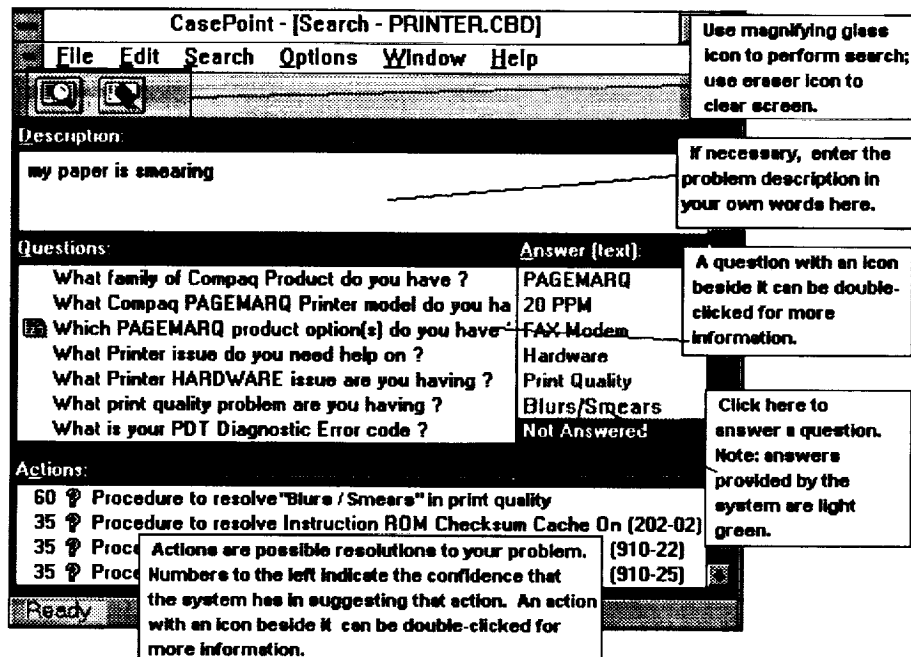 CasePoint - [Search - PRINTER.CBD]
File Edit Search Options Window Help
Use magnifying glass
icon to perform search;
use eraser icon to
clear screen.
Description:
my paper is smearing
If necessary, enter the
problem description in
your own words here.
Questions:
Answer (text):
What family of Compaq Product do you have ?
PAGEMARQ
What Compaq PAGEMARQ Printer model do you ha
20 PPM
Which PAGEMARQ product option(s) do you have
FAX Modem
What Printer issue do you need help on ?
Hardware
What Printer HARDWARE issue are you having ?
Print Quality
What print quality problem are you having ?
Blurs/Smears
What is your PDT Diagnostic Error code ?
Not Answered
A question with an icon
beside it can be double-
clicked for more
information.
Click here to
answer a question.
Note: answers
provided by the
system are light
green.
Actions:
60 Procedure to resolve "Blurs / Smears" in print quality
35 Procedure to resolve Instruction ROM Checksum Cache On (202-02)
35 Proce (910-22)
35 Proce (910-25)
Actions are possible resolutions to your problem.
Numbers to the left indicate the confidence that
the system has in suggesting that action. An action
with an icon beside it can be double-clicked for
more information.
Ready